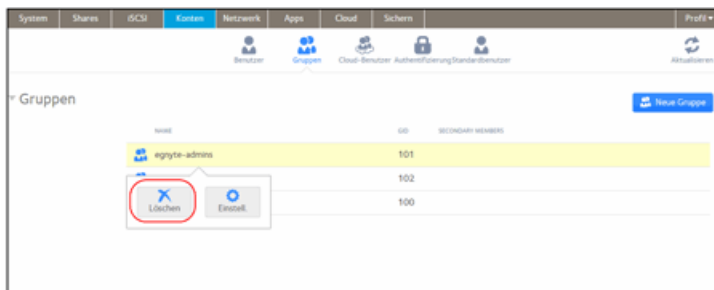 System Shares iSCSI Konten Netzwerk Apps Cloud Sichern Profil
Benutzer Gruppen Cloud-Benutzer Authentifizierung Standardbenutzer Aktualisieren
Gruppen
Neue Gruppe
NAME GID SECONDARY MEMBERS
egnyte-admins 101
102
100
Löschen Einstell.